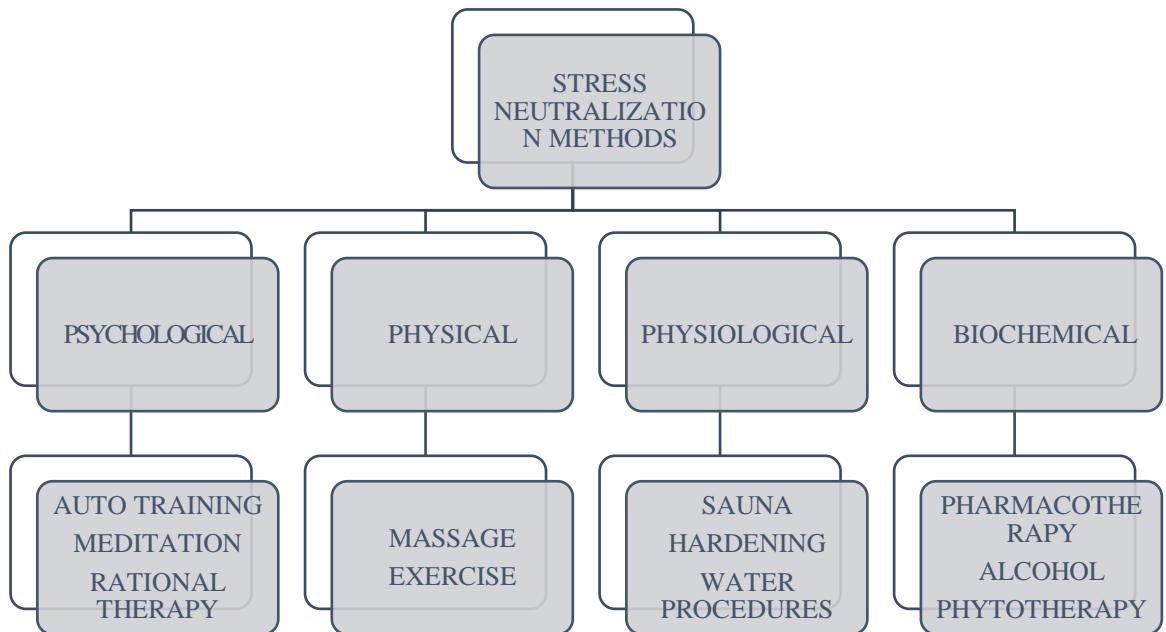 STRESS
NEUTRALIZATIO
N METHODS
PSYCHOLOGICAL
PHYSICAL
PHYSIOLOGICAL
BIOCHEMICAL
AUTO TRAINING
MEDITATION
RATIONAL
THERAPY
MASSAGE
EXERCISE
SAUNA
HARDENING
WATER
PROCEDURES
PHARMACOTHE
RAPY
ALCOHOL
PHYTOTHERAPY